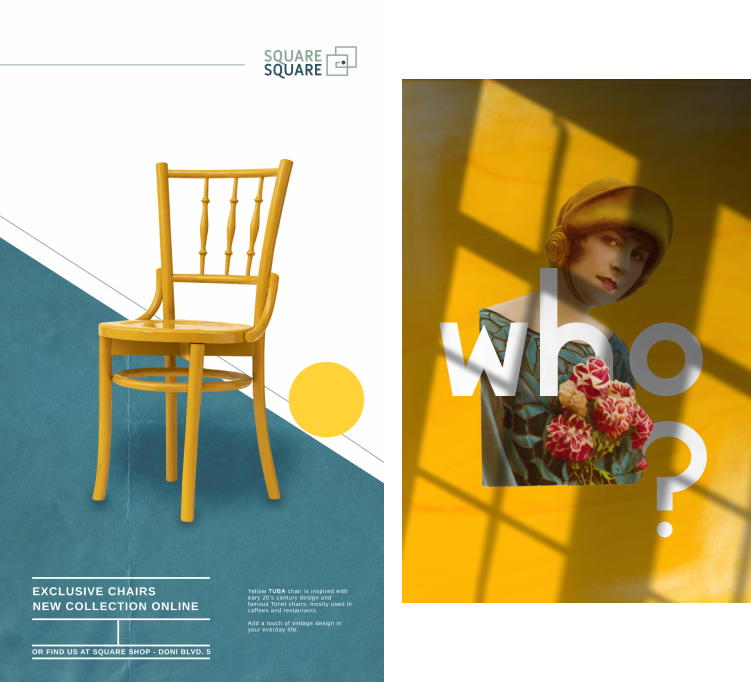 SQUARE
SQUARE
EXCLUSIVE CHAIRS
NEW COLLECTION ONLINE
OR FIND US AT SQUARE SHOP - DONI BLVD. 5
Yellow TUBA chair is inspired with
eary 20's century design and
famous Tonet chairs, mostly used in
caffees and restaurants.
Add a touch of vintage design in
your everday life.
who
?